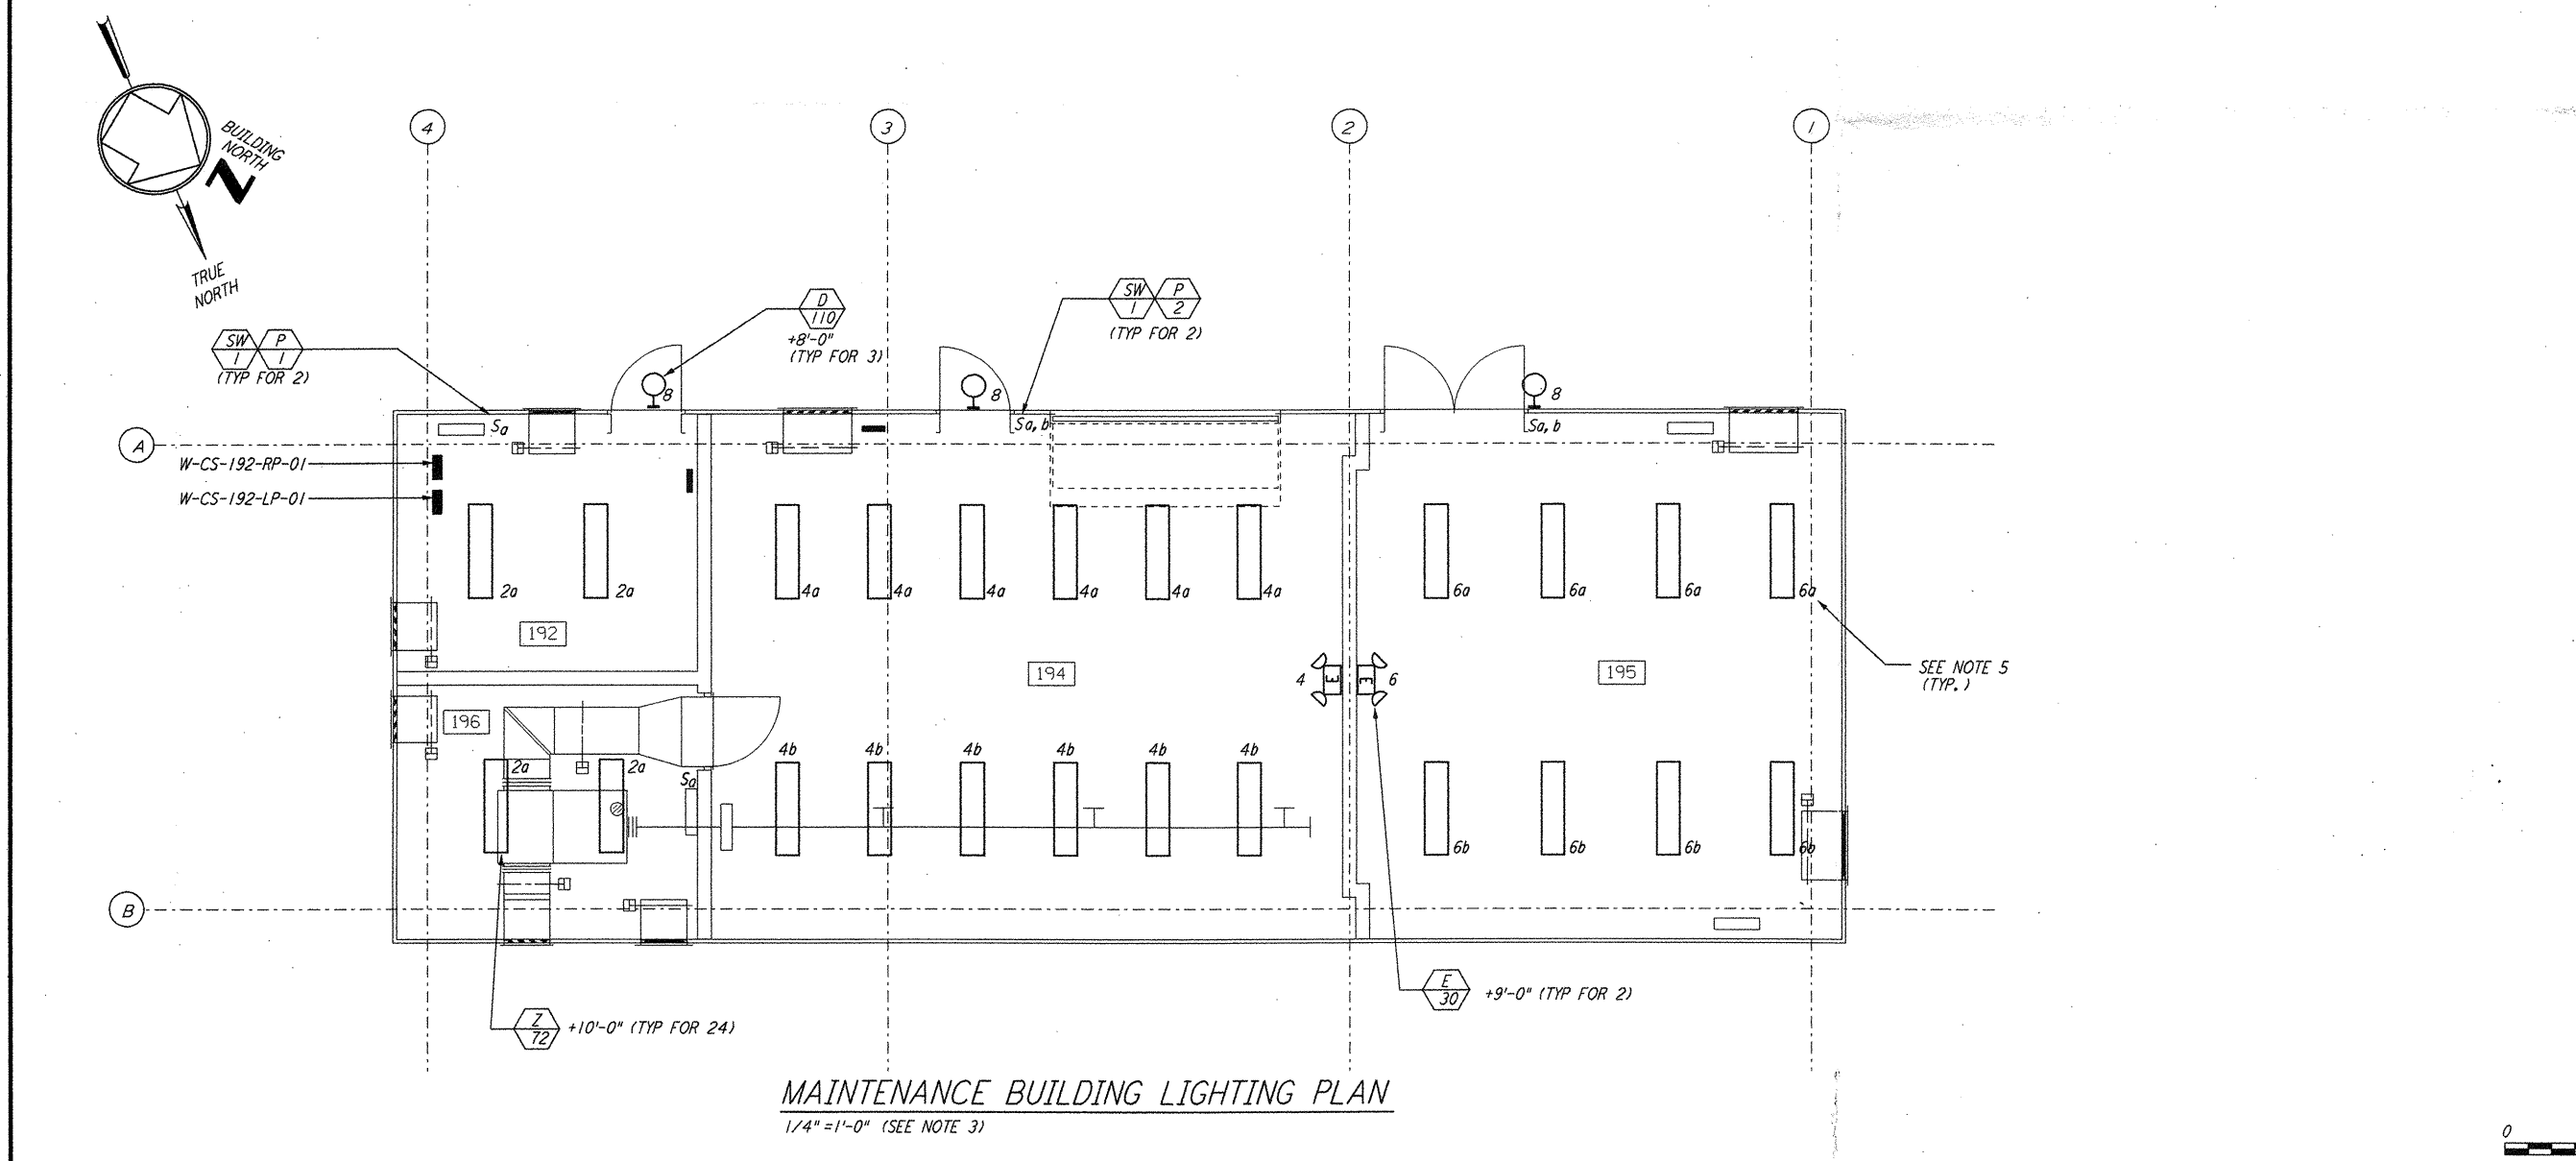 BUILDING
NORTH
N
TRUE
NORTH
4
3
2
1
D
110
+8'-0"
(TYP FOR 3)
SW
1
P
2
(TYP FOR 2)
SW
1
P
1
(TYP FOR 2)
8
8
8
Sa
Sa, b
Sa, b
A
W-CS-192-RP-01
W-CS-192-LP-01
2a
2a
4a
4a
4a
4a
4a
4a
6a
6a
6a
6a
192
194
195
4
E
E
6
SEE NOTE 5
(TYP.)
196
2a
2a
Sa
4b
4b
4b
4b
4b
4b
6b
6b
6b
6b
B
E
30
+9'-0" (TYP FOR 2)
Z
72
+10'-0" (TYP FOR 24)
MAINTENANCE BUILDING LIGHTING PLAN
1/4"=1'-0" (SEE NOTE 3)
0